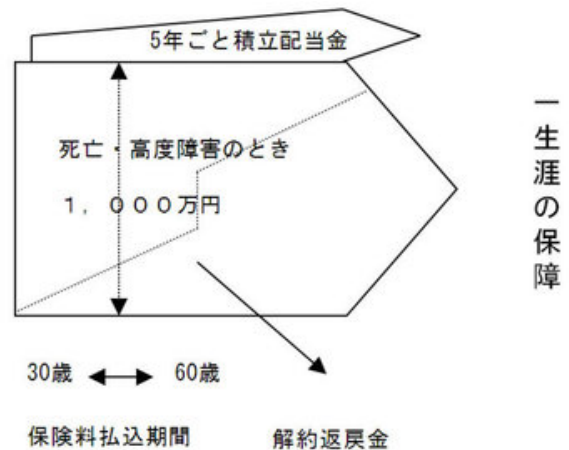 5年ごと積立配当金
死亡・高度障害のとき
１，０００万円
一生涯の保障
30歳 60歳
保険料払込期間 解約返戻金